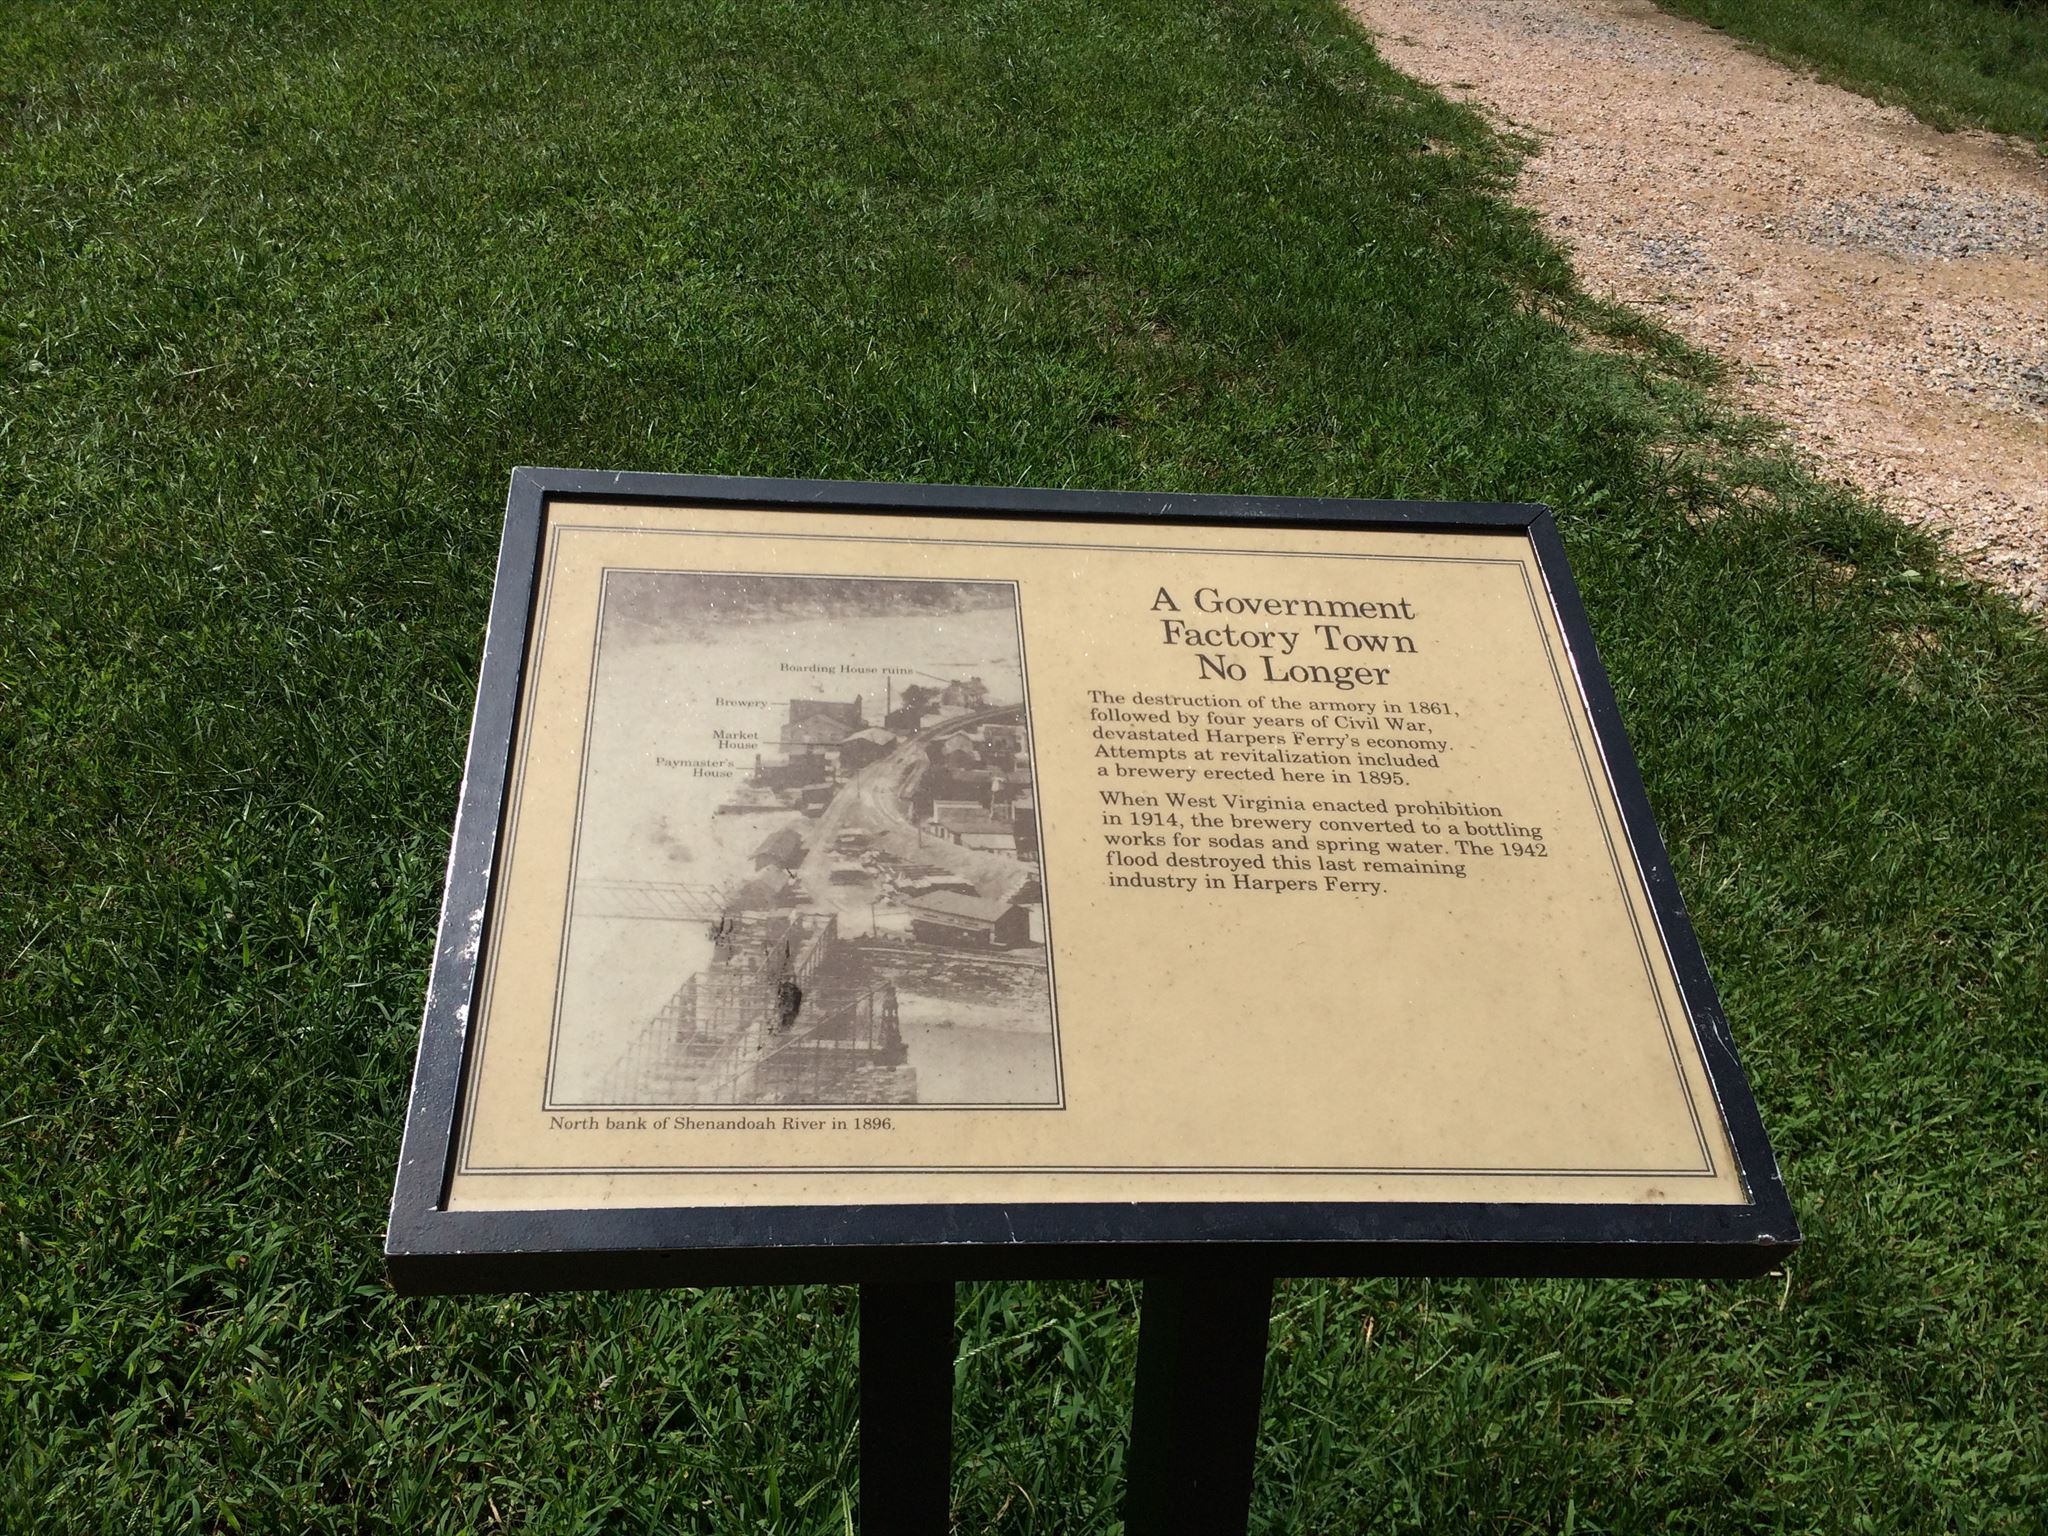 A Government
Factory Town
No Longer
The destruction of the armory in 1861,
followed by four years of Civil War,
devastated Harpers Ferry's economy.
Attempts at revitalization included
a brewery erected here in 1895.
When West Virginia enacted prohibition
in 1914, the brewery converted to a bottling
works for sodas and spring water. The 1942
flood destroyed this last remaining
industry in Harpers Ferry.
Boarding House ruins
Brewery
Market
House
Paymaster's
House
North bank of Shenandoah River in 1896.